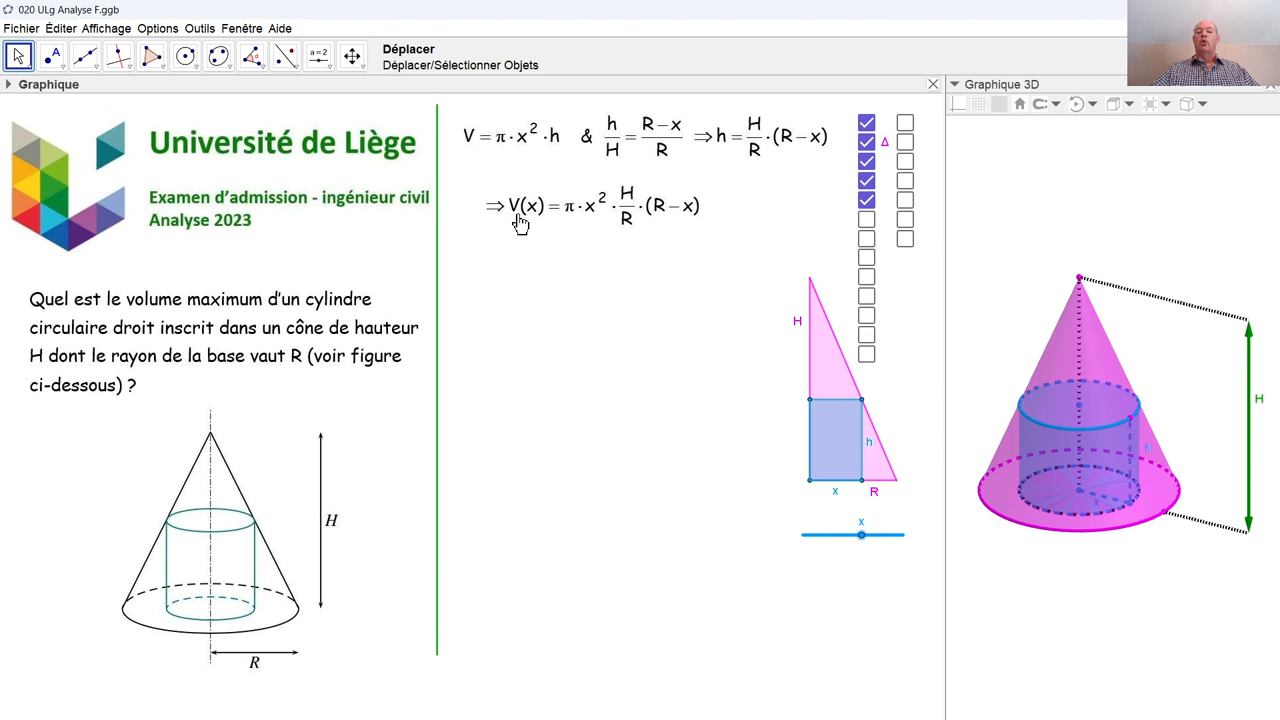 020 ULg Analyse F.ggb
Fichier Éditer Affichage Options Outils Fenêtre Aide
A
a=2
Déplacer
Déplacer/Sélectionner Objets
Graphique
Graphique 3D
Université de Liège
Examen d'admission - ingénieur civil
Analyse 2023
Quel est le volume maximum d'un cylindre
circulaire droit inscrit dans un cône de hauteur
H dont le rayon de la base vaut R (voir figure
ci-dessous) ?
H
R
V = π · x² · h & h/H = (R−x)/R ⇒ h = H/R · (R−x)
⇒ V(x) = π · x² · H/R · (R−x)
Δ
H
h
x
R
x
H
h
x